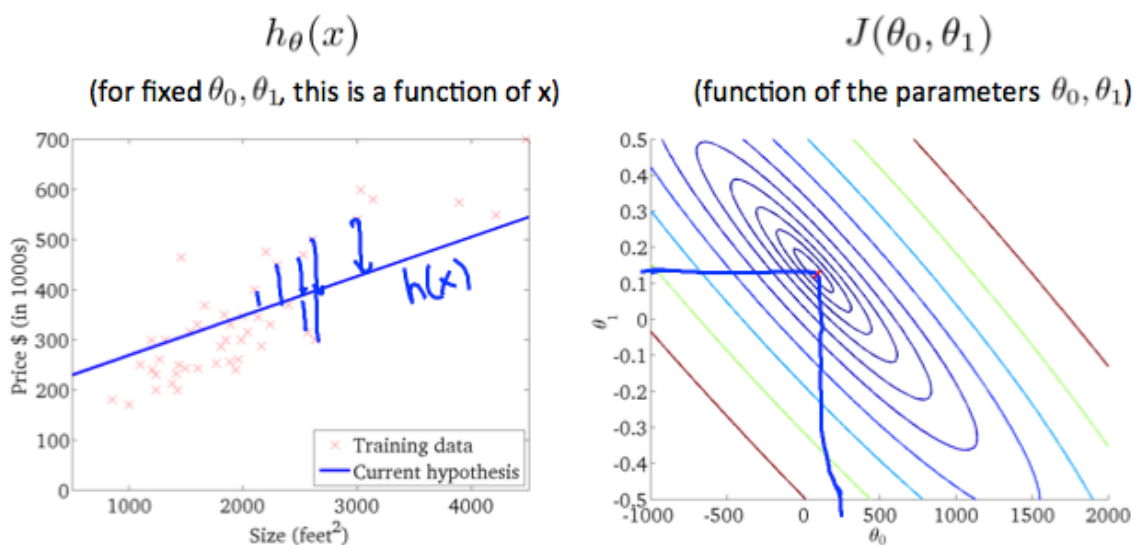 hθ(x)
(for fixed θ0, θ1, this is a function of x)
700
600
500
400
300
200
100
0
Price $ (in 1000s)
1000 2000 3000 4000
Size (feet²)
h(x)
Training data
Current hypothesis
J(θ0, θ1)
(function of the parameters θ0, θ1)
0.5
0.4
0.3
0.2
0.1
0
-0.1
-0.2
-0.3
-0.4
-0.5
θ1
-1000 -500 0 500 1000 1500 2000
θ0